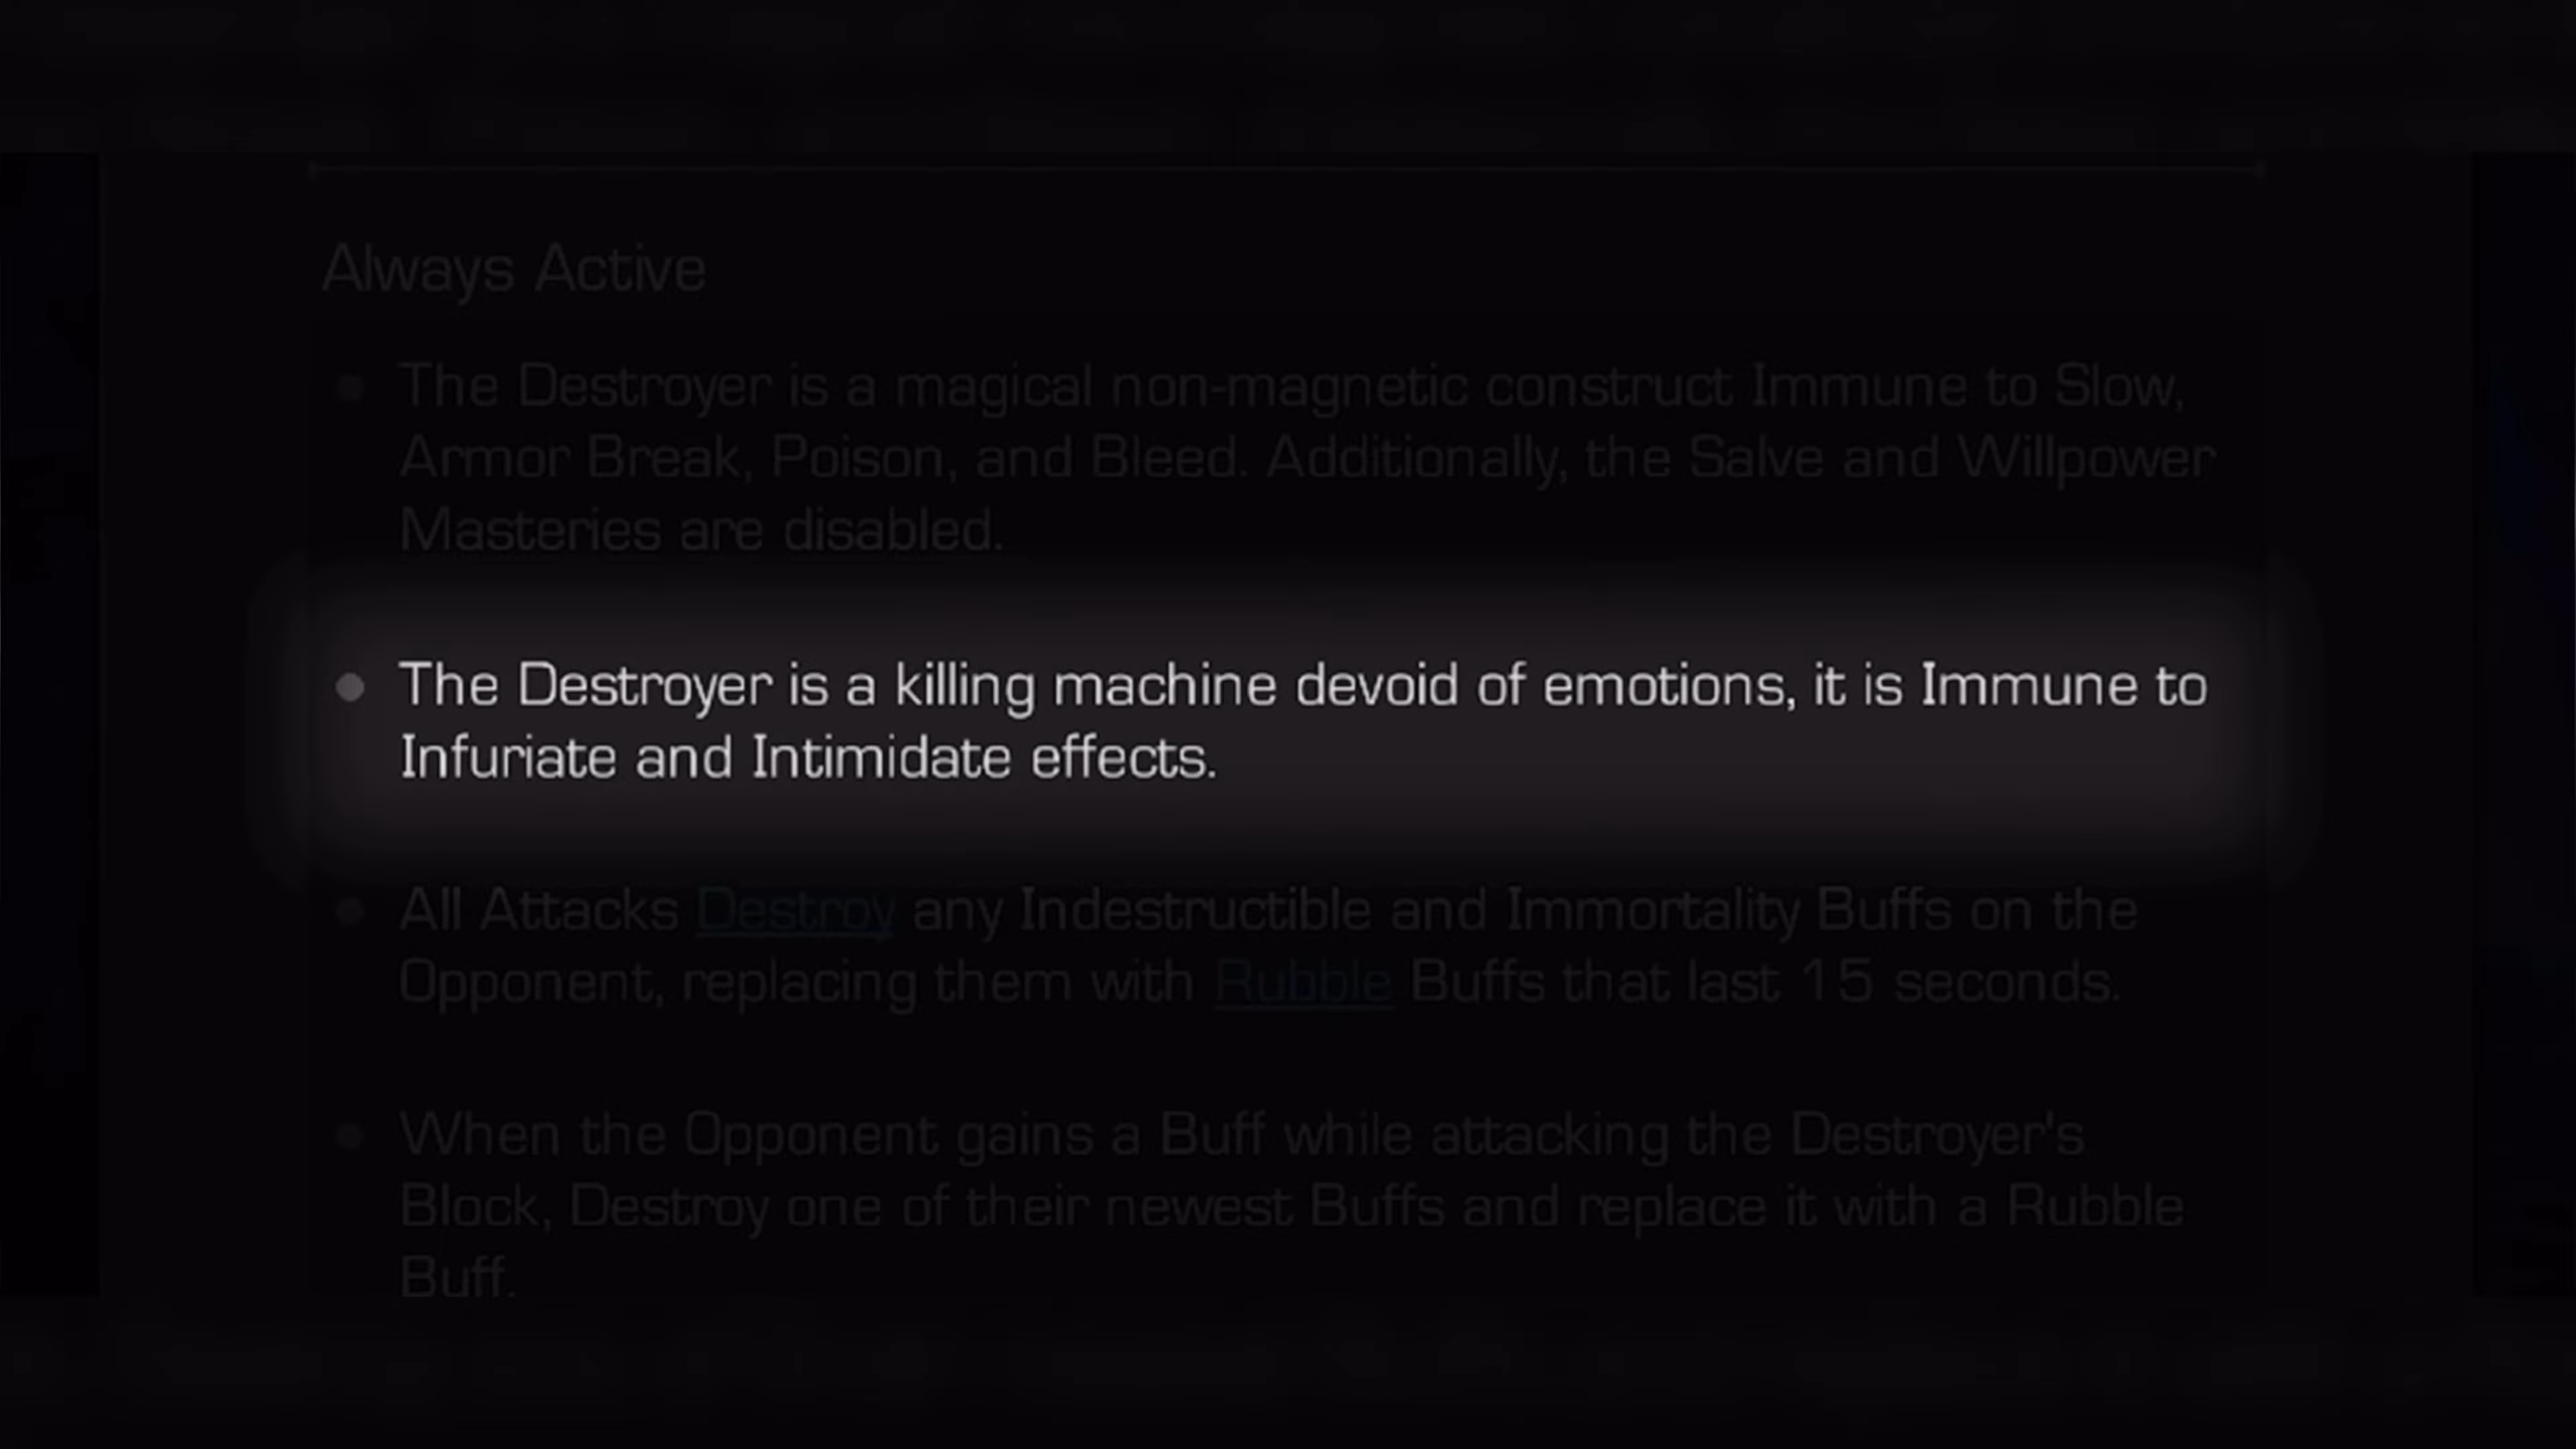 Always Active
The Destroyer is a magical non-magnetic construct Immune to Slow,
Armor Break, Poison, and Bleed. Additionally, the Salve and Willpower
Masteries are disabled.
The Destroyer is a killing machine devoid of emotions, it is Immune to
Infuriate and Intimidate effects.
All Attacks Destroy any Indestructible and Immortality Buffs on the
Opponent, replacing them with Rubble Buffs that last 15 seconds.
When the Opponent gains a Buff while attacking the Destroyer's
Block, Destroy one of their newest Buffs and replace it with a Rubble
Buff.